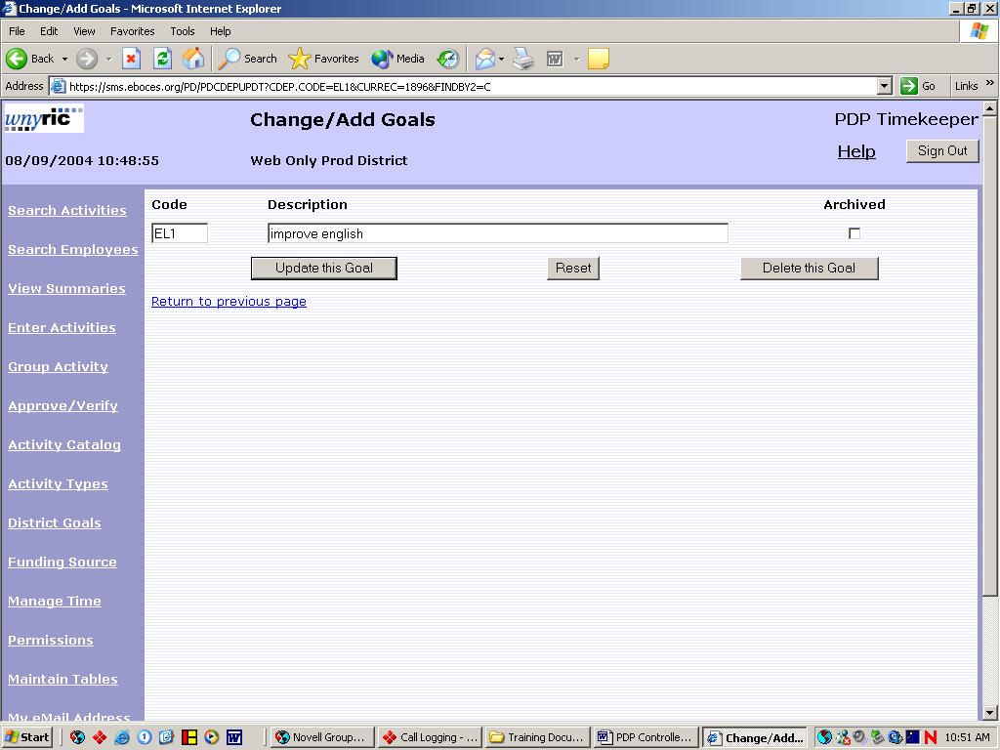 Change/Add Goals - Microsoft Internet Explorer
File Edit View Favorites Tools Help
Back Search Favorites Media
Address https://sms.eboces.org/PD/PDCDEPUPDT?CDEP.CODE=EL1&CURREC=1896&FINDBY2=C Go Links »
wnyric Change/Add Goals PDP Timekeeper
Help Sign Out
08/09/2004 10:48:55 Web Only Prod District
Search Activities
Search Employees
View Summaries
Enter Activities
Group Activity
Approve/Verify
Activity Catalog
Activity Types
District Goals
Funding Source
Manage Time
Permissions
Maintain Tables
My eMail Address
Code Description Archived
EL1 improve english
Update this Goal Reset Delete this Goal
Return to previous page
Start Novell Group... Call Logging - ... Training Docu... PDP Controlle... Change/Add... 10:51 AM